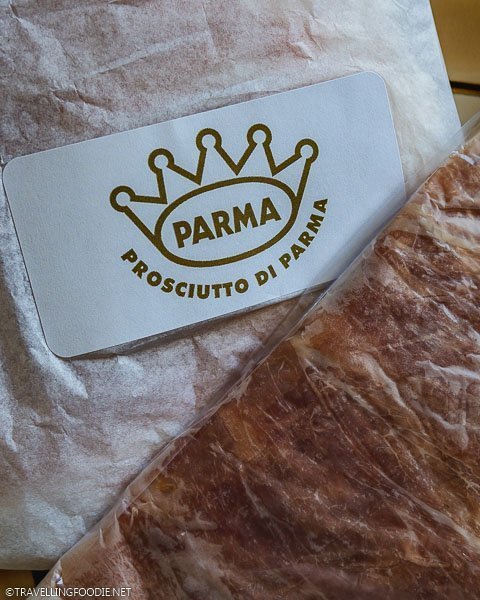 PARMA
PROSCIUTTO DI PARMA
©TRAVELLINGFOODIE.NET